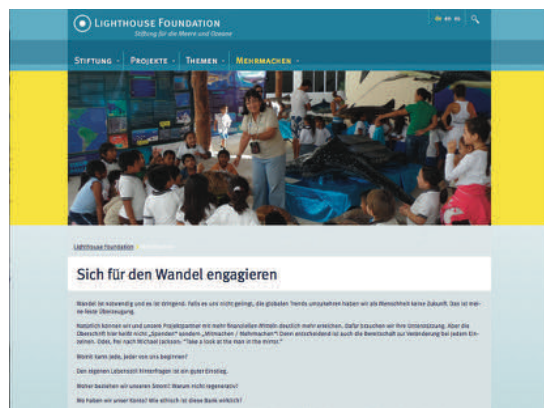 LIGHTHOUSE FOUNDATION
Stiftung für die Meere und Ozeane
de en es
STIFTUNG PROJEKTE THEMEN MEHRMACHEN
Lighthouse Foundation
Sich für den Wandel engagieren
Wandel ist notwendig und es ist dringend. Falls es uns nicht gelingt, die globalen Trends umzukehren haben wir als Menschheit keine Zukunft. Das ist mei-
ne feste Überzeugung.
Natürlich können wir und unsere Projektpartner mit mehr finanziellen Mitteln deutlich mehr erreichen. Dafür brauchen wir Ihre Unterstützung. Aber die
Überschrift hier heißt nicht „Spenden“ sondern „Mitmachen / Mehrmachen“! Denn entscheidend ist auch die Bereitschaft zur Veränderung bei jedem Ein-
zelnen. Oder, frei nach Michael Jackson: “Take a look at the man in the mirror.”
Womit kann jede, jeder von uns beginnen?
Den eigenen Lebensstil hinterfragen ist ein guter Einstieg.
Woher beziehen wir unseren Strom? Warum nicht regenerativ?
Wo haben wir unser Konto? Wie ethisch ist diese Bank wirklich?